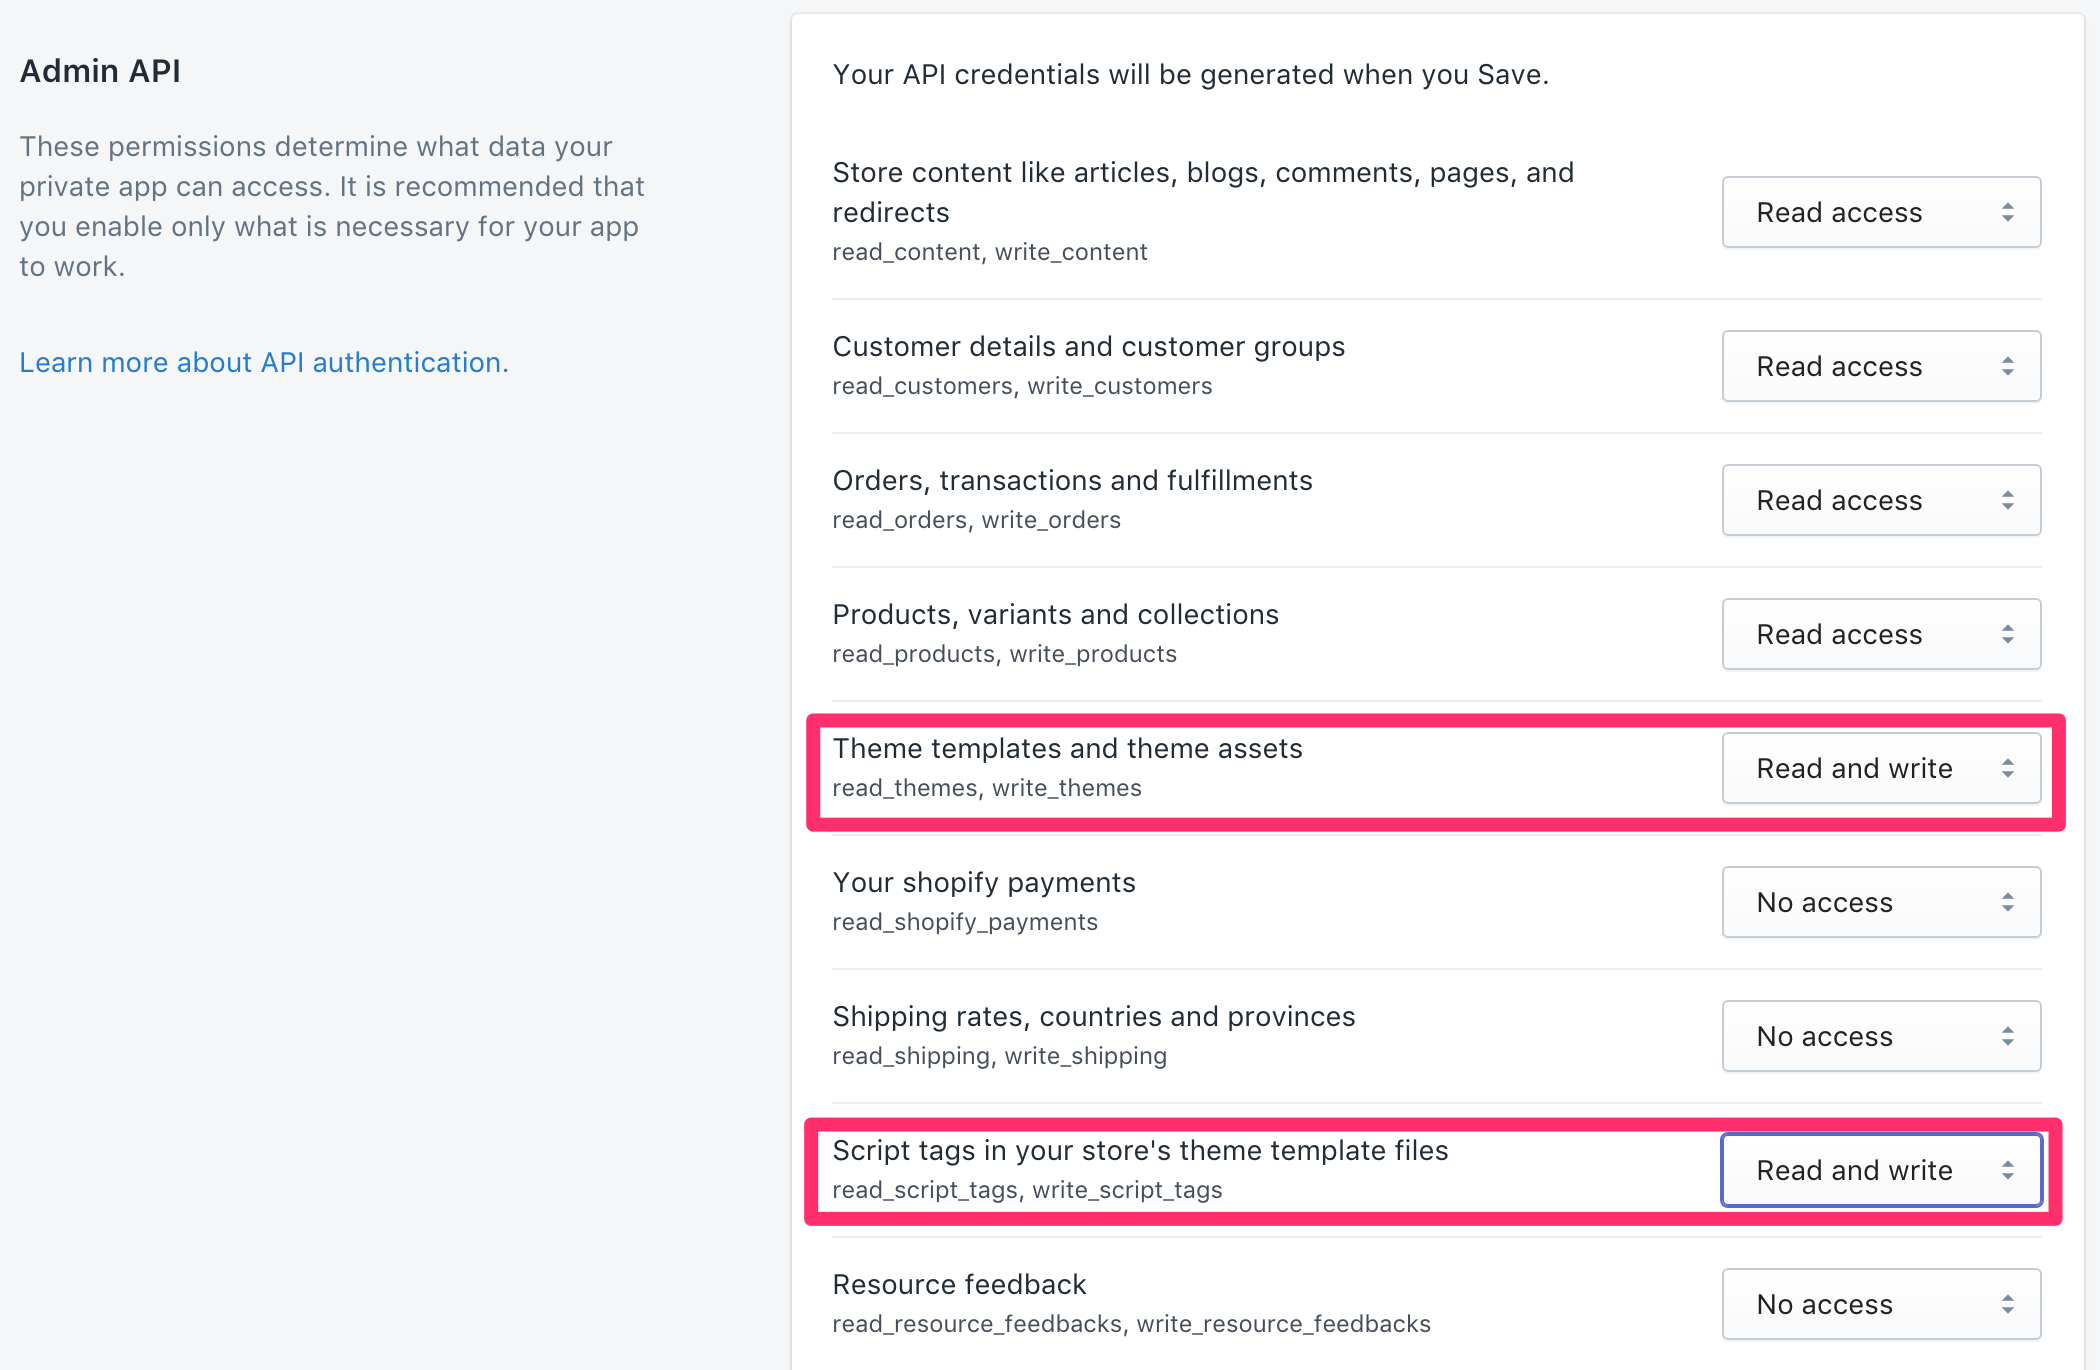 Admin API
These permissions determine what data your
private app can access. It is recommended that
you enable only what is necessary for your app
to work.
Learn more about API authentication.
Your API credentials will be generated when you Save.
Store content like articles, blogs, comments, pages, and
redirects
read_content, write_content
Read access
Customer details and customer groups
read_customers, write_customers
Read access
Orders, transactions and fulfillments
read_orders, write_orders
Read access
Products, variants and collections
read_products, write_products
Read access
Theme templates and theme assets
read_themes, write_themes
Read and write
Your shopify payments
read_shopify_payments
No access
Shipping rates, countries and provinces
read_shipping, write_shipping
No access
Script tags in your store's theme template files
read_script_tags, write_script_tags
Read and write
Resource feedback
read_resource_feedbacks, write_resource_feedbacks
No access